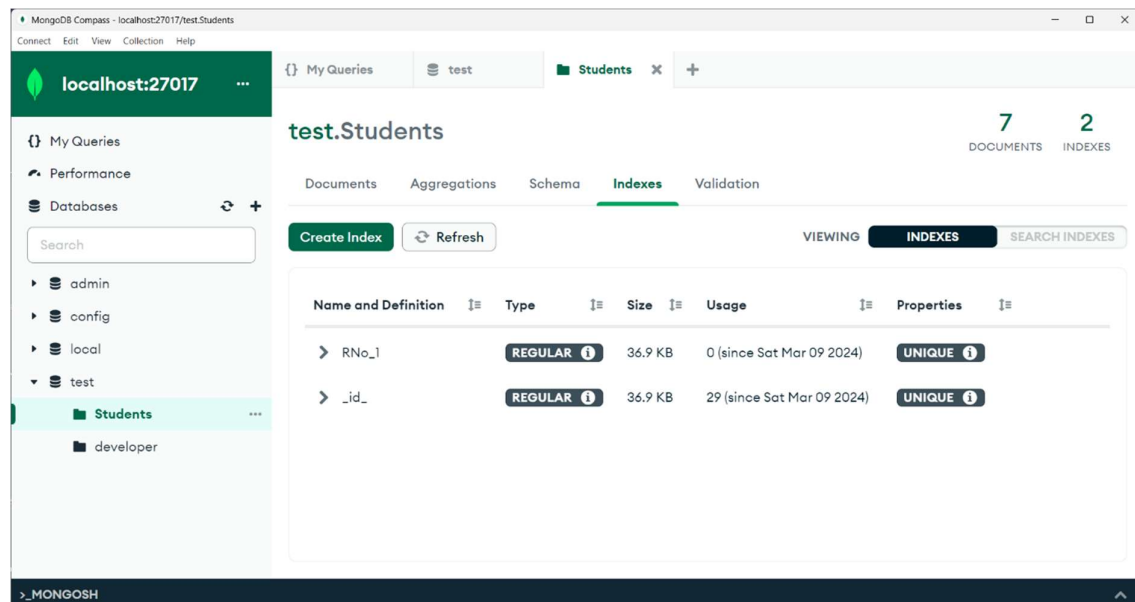 MongoDB Compass - localhost:27017/test.Students
Connect Edit View Collection Help
localhost:27017 ...
{} My Queries
Performance
Databases
Search
admin
config
local
test
Students ...
developer
{} My Queries
test
Students
test.Students
7
DOCUMENTS
2
INDEXES
Documents Aggregations Schema Indexes Validation
Create Index Refresh
VIEWING INDEXES SEARCH INDEXES
Name and Definition Type Size Usage Properties
RNo_1 REGULAR 36.9 KB 0 (since Sat Mar 09 2024) UNIQUE
_id_ REGULAR 36.9 KB 29 (since Sat Mar 09 2024) UNIQUE
>_MONGOSH